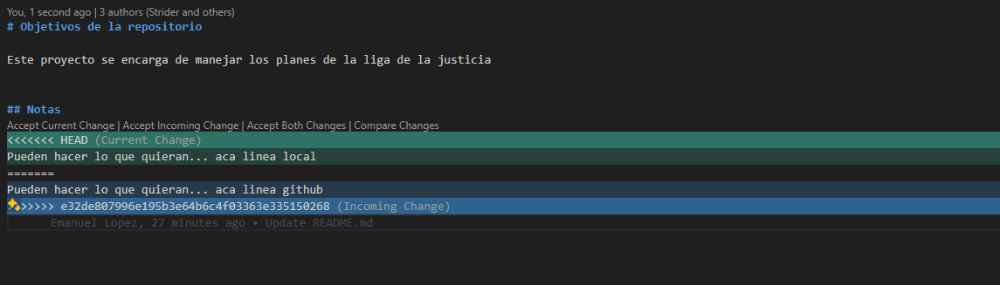 You, 1 second ago | 3 authors (Strider and others)
# Objetivos de la repositorio
Este proyecto se encarga de manejar los planes de la liga de la justicia
## Notas
Accept Current Change | Accept Incoming Change | Accept Both Changes | Compare Changes
<<<<<<< HEAD (Current Change)
Pueden hacer lo que quieran... aca linea local
=======
Pueden hacer lo que quieran... aca linea github
>>>>>> e32de807996e195b3e64b6c4f03363e335150268 (Incoming Change)
Emanuel Lopez, 27 minutes ago • Update README.md